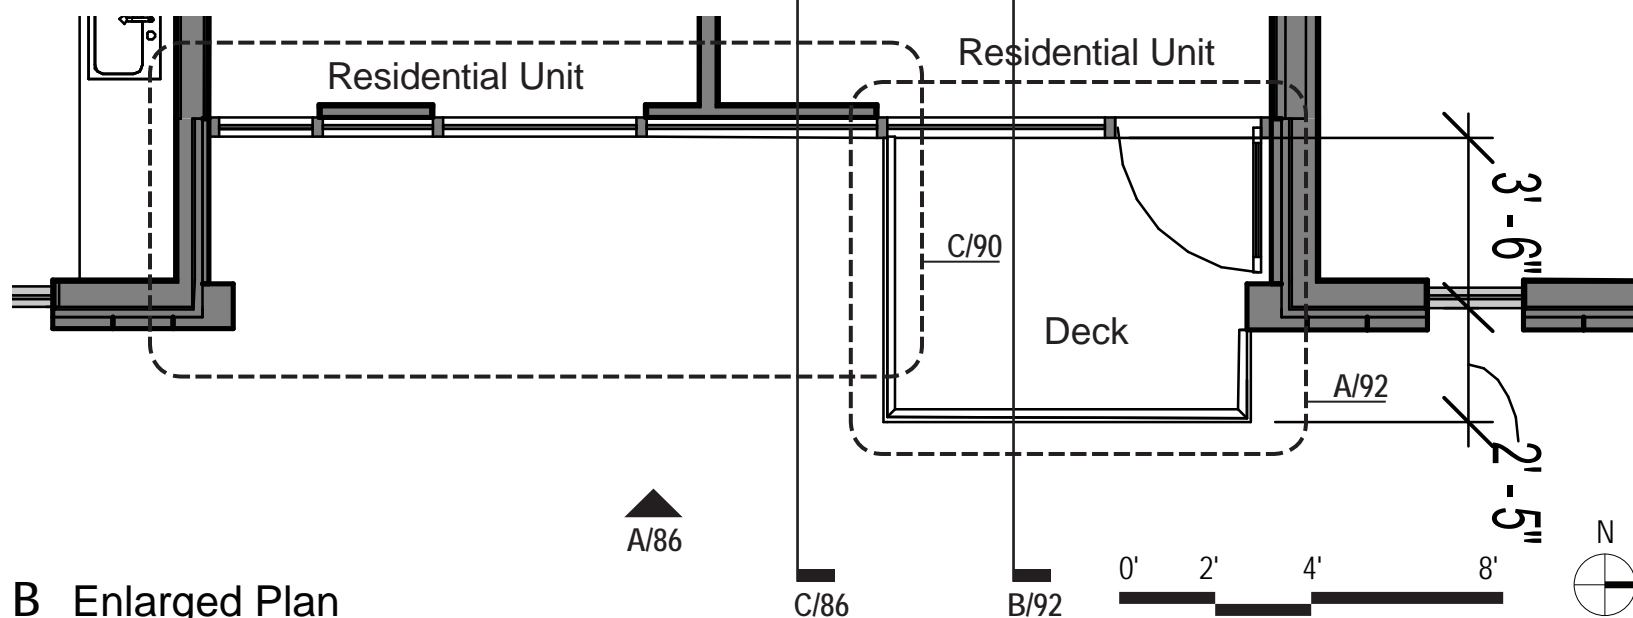 Residential Unit
Residential Unit
3' - 6"
C/90
Deck
A/92
2' - 5"
A/86
N
0' 2' 4' 8'
C/86
B/92
B Enlarged Plan